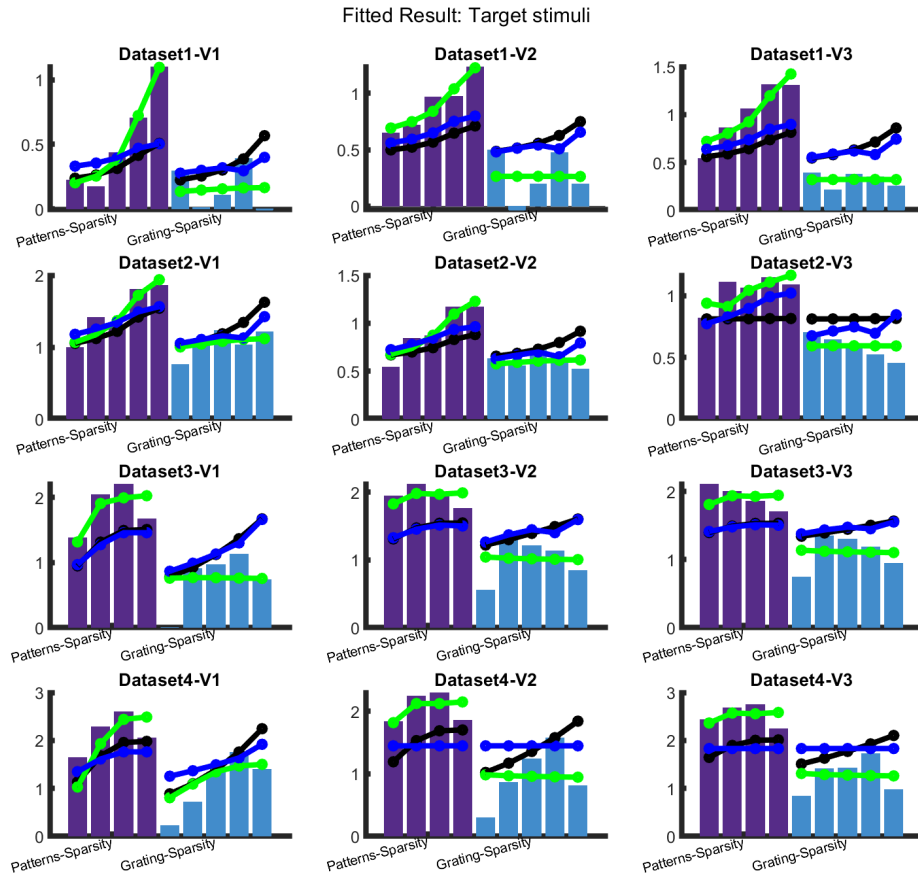 Fitted Result: Target stimuli
Dataset1-V1
Dataset1-V2
Dataset1-V3
1
0.5
0
Patterns-Sparsity
Grating-Sparsity
1
0.5
0
Patterns-Sparsity
Grating-Sparsity
1.5
1
0.5
0
Patterns-Sparsity
Grating-Sparsity
Dataset2-V1
Dataset2-V2
Dataset2-V3
2
1
0
Patterns-Sparsity
Grating-Sparsity
1.5
1
0.5
0
Patterns-Sparsity
Grating-Sparsity
1
0.5
0
Patterns-Sparsity
Grating-Sparsity
Dataset3-V1
Dataset3-V2
Dataset3-V3
2
1
0
Patterns-Sparsity
Grating-Sparsity
2
1
0
Patterns-Sparsity
Grating-Sparsity
2
1
0
Patterns-Sparsity
Grating-Sparsity
Dataset4-V1
Dataset4-V2
Dataset4-V3
3
2
1
0
Patterns-Sparsity
Grating-Sparsity
2
1
0
Patterns-Sparsity
Grating-Sparsity
3
2
1
0
Patterns-Sparsity
Grating-Sparsity